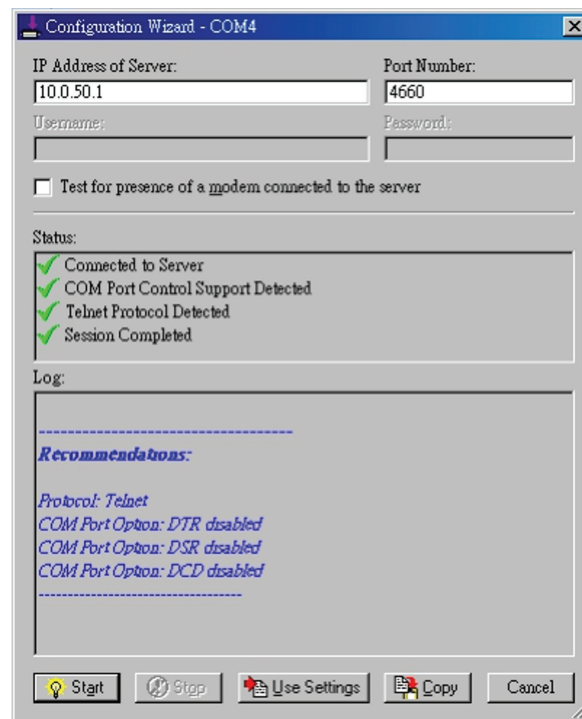 Configuration Wizard - COM4
IP Address of Server:
Port Number:
10.0.50.1
4660
Username:
Password:
Test for presence of a modem connected to the server
Status:
Connected to Server
COM Port Control Support Detected
Telnet Protocol Detected
Session Completed
Log:
------------------------------------
Recommendations:
Protocol: Telnet
COM Port Option: DTR disabled
COM Port Option: DSR disabled
COM Port Option: DCD disabled
------------------------------------
Start
Stop
Use Settings
Copy
Cancel